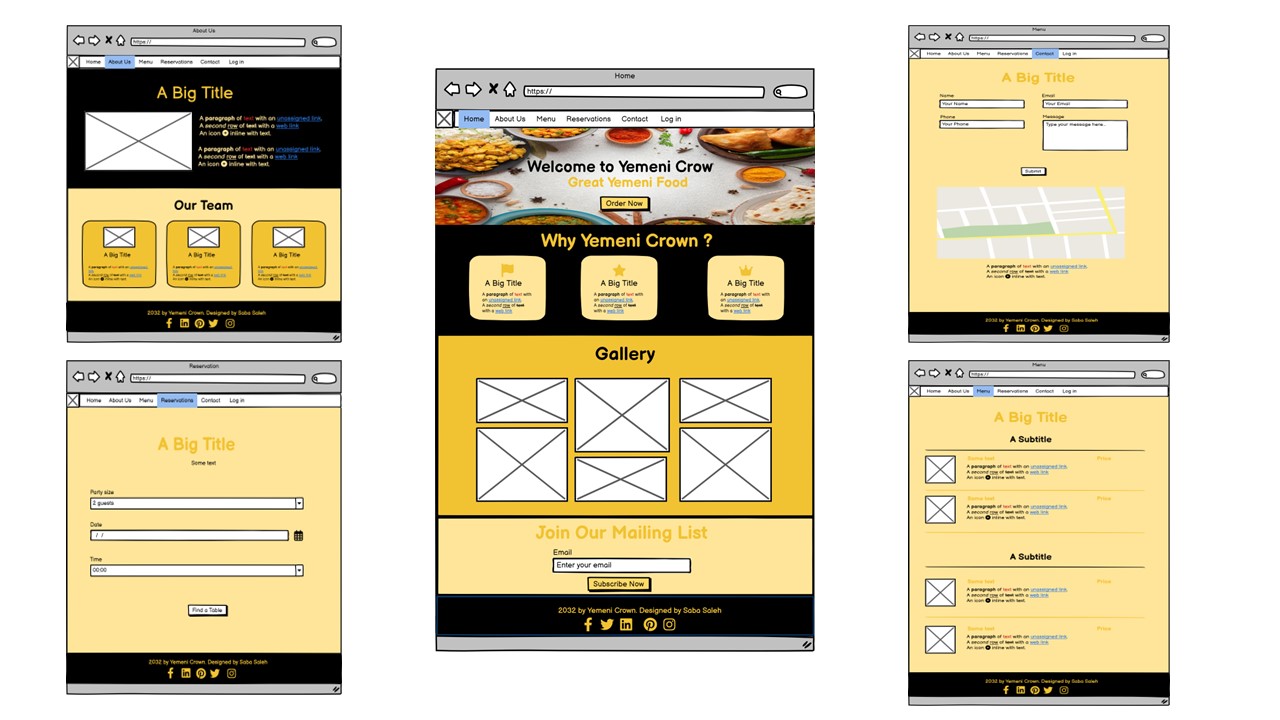 About Us
https://
Home About Us Menu Reservations Contact Log in
A Big Title
A paragraph of text with an unassigned link.
A second row of text with a web link
An icon inline with text.
A paragraph of text with an unassigned link.
A second row of text with a web link
An icon inline with text.
Our Team
A Big Title
A paragraph of text with an unassigned link.
A second row of text with a web link
An icon inline with text.
A Big Title
A paragraph of text with an unassigned link.
A second row of text with a web link
An icon inline with text.
A Big Title
A paragraph of text with an unassigned link.
A second row of text with a web link
An icon inline with text.
2032 by Yemeni Crown. Designed by Saba Saleh
Reservation
https://
Home About Us Menu Reservations Contact Log in
A Big Title
Some text
Party size
2 guests
Date
/ /
Time
00:00
Find a Table
2032 by Yemeni Crown. Designed by Saba Saleh
Home
https://
Home About Us Menu Reservations Contact Log in
Welcome to Yemeni Crow
Great Yemeni Food
Order Now
Why Yemeni Crown ?
A Big Title
A paragraph of text with
an unassigned link.
A second row of text
with a web link
A Big Title
A paragraph of text with
an unassigned link.
A second row of text
with a web link
A Big Title
A paragraph of text with
an unassigned link.
A second row of text
with a web link
Gallery
Join Our Mailing List
Email
Enter your email
Subscribe Now
2032 by Yemeni Crown. Designed by Saba Saleh
Menu
https://
Home About Us Menu Reservations Contact Log in
A Big Title
Name Email
Your Name Your Email
Phone Message
Your Phone Type your message here..
Submit
A paragraph of text with an unassigned link.
A second row of text with a web link
An icon inline with text.
2032 by Yemeni Crown. Designed by Saba Saleh
Menu
https://
Home About Us Menu Reservations Contact Log in
A Big Title
A Subtitle
Some text Price
A paragraph of text with an unassigned link.
A second row of text with a web link
An icon inline with text.
Some text Price
A paragraph of text with an unassigned link.
A second row of text with a web link
An icon inline with text.
A Subtitle
Some text Price
A paragraph of text with an unassigned link.
A second row of text with a web link
An icon inline with text.
Some text Price
A paragraph of text with an unassigned link.
A second row of text with a web link
An icon inline with text.
2032 by Yemeni Crown. Designed by Saba Saleh